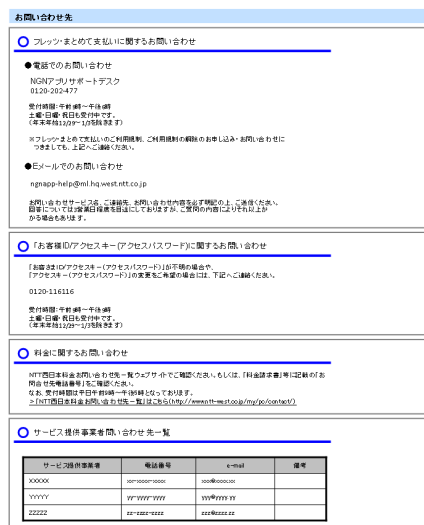 お問い合わせ先
フレッツ・まとめて支払いに関するお問い合わせ
●電話でのお問い合わせ
NGNアプリサポートデスク
0120-202-477
受付時間：午前9時～午後9時
土曜・日曜・祝日も受付中です。
（年末年始12/29～1/3を除きます）
※フレッツ・まとめて支払いのご利用規制、ご利用規制の解除のお申し込み・お問い合わせに
つきましても、上記へご連絡ください。
●Eメールでのお問い合わせ
ngnapp-help@ml.hq.west.ntt.co.jp
お問い合わせサービス名、ご連絡先、お問い合わせ内容を必ず明記の上、ご送信ください。
回答については3営業日程度を目途にしておりますが、ご質問の内容によりそれ以上か
かる場合もあります。
「お客様ID/アクセスキー(アクセスパスワード)に関するお問い合わせ
「お客さまID/アクセスキー(アクセスパスワード)」が不明の場合や、
「アクセスキー(アクセスパスワード)」の変更をご希望の場合には、下記へご連絡ください。
0120-116116
受付時間：午前9時～午後9時
土曜・日曜・祝日も受付中です。
（年末年始12/29～1/3を除きます）
料金に関するお問い合わせ
NTT西日本料金お問い合わせ先一覧ウェブサイトでご確認ください。もしくは、「料金請求書」等に記載の「お
問合せ先電話番号」をご確認ください。
なお、受付時間は平日午前9時～午後5時となっております。
>「NTT西日本料金お問い合わせ先一覧」はこちら(http://www.ntt-west.co.jp/my/po/contact/)
サービス提供事業者問い合わせ先一覧
サービス提供事業者 電話番号 e-mail 備考
XXXXX xx-xxxx-xxxx xxx@xxxx.xx
YYYYY yy-yyyy-yyyy yyy@yyyy.yy
ZZZZZ zz-zzzz-zzzz zzz@zzzz.zz